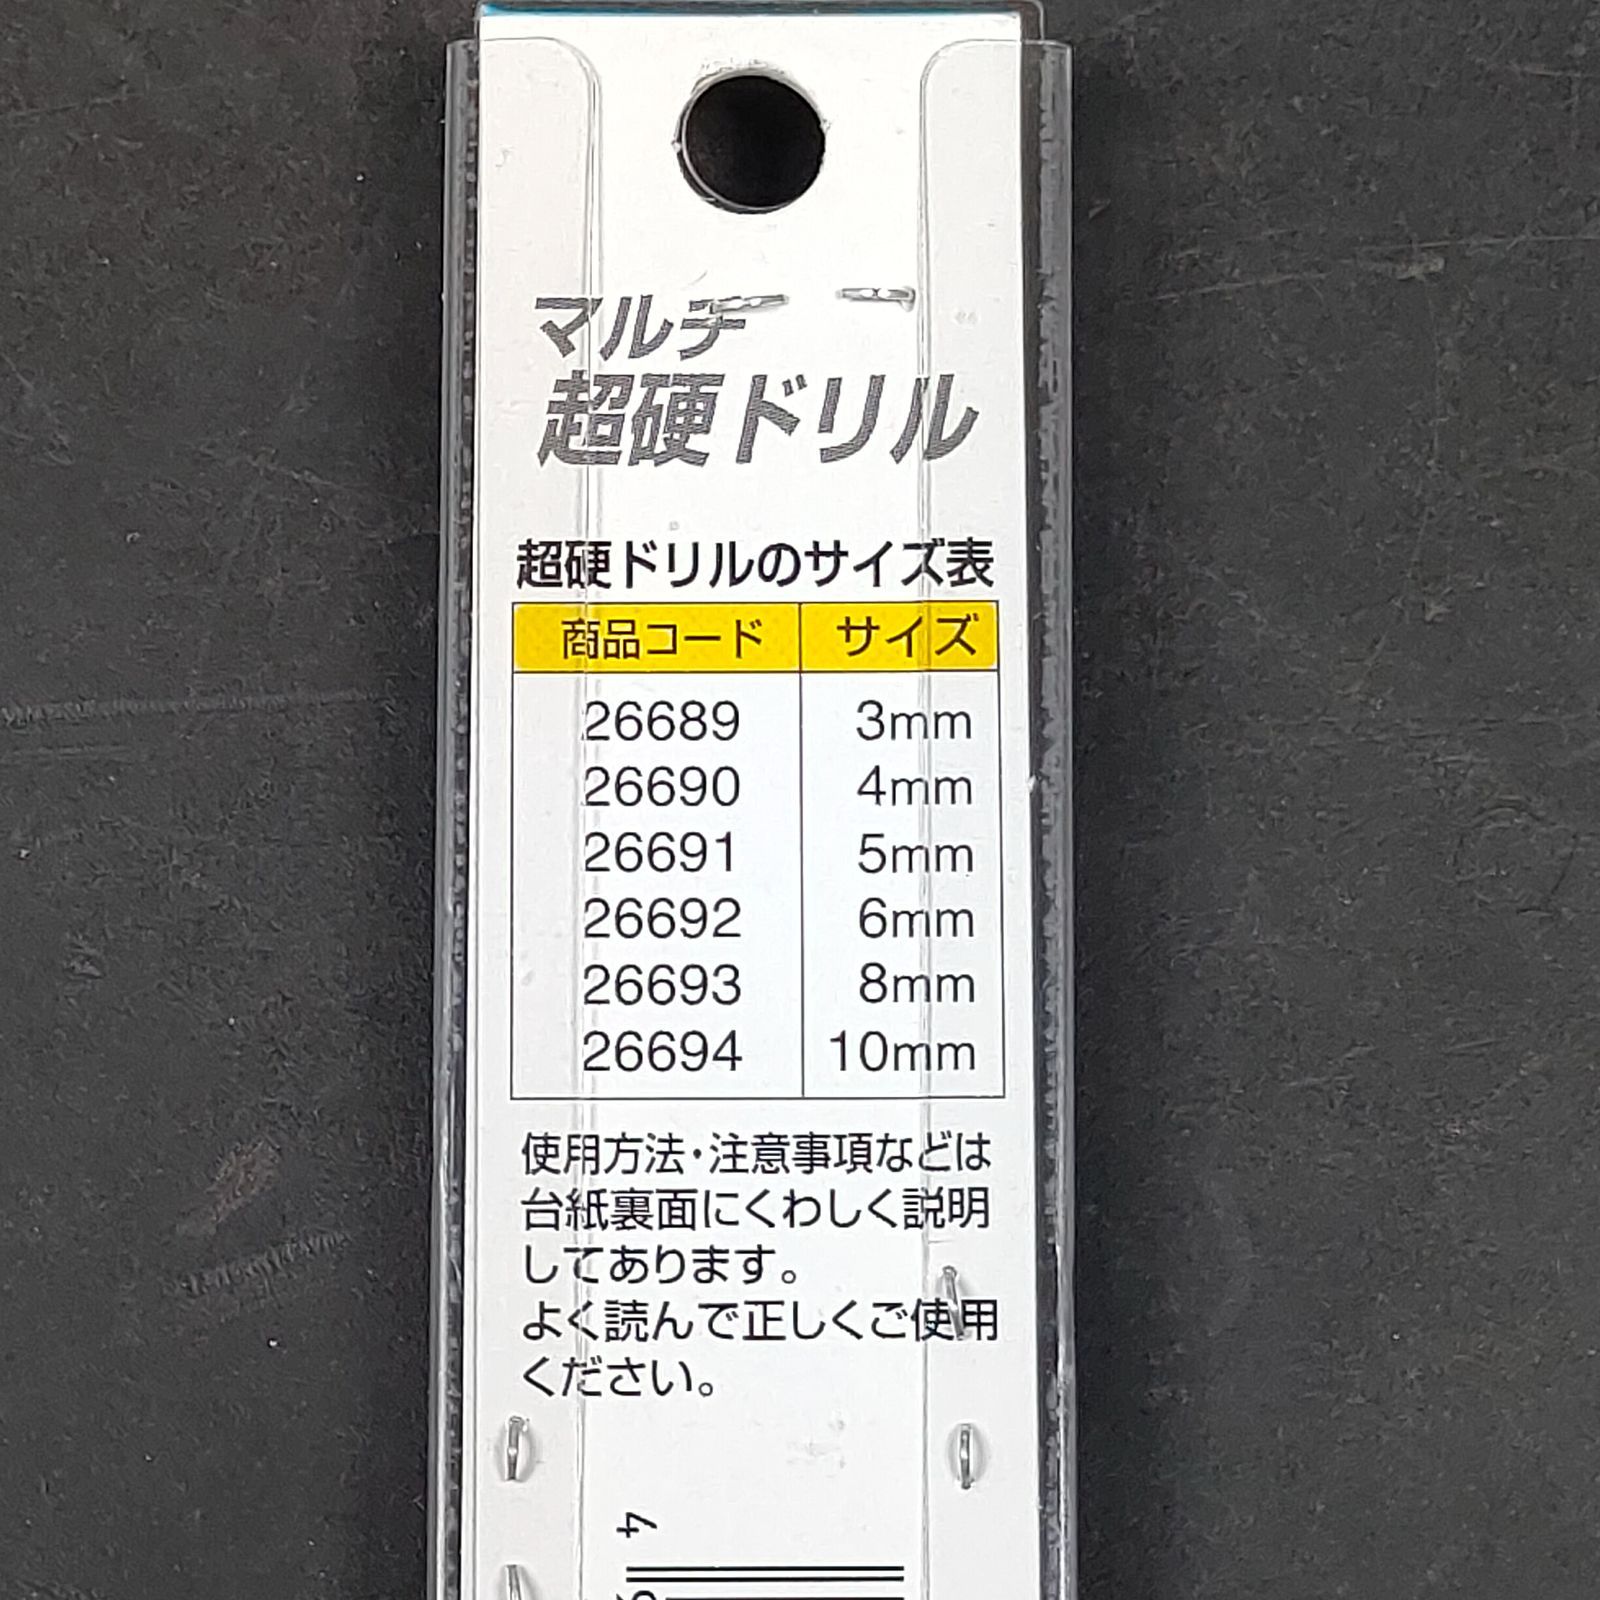 マルチ
超硬ドリル
超硬ドリルのサイズ表
商品コード サイズ
26689 3mm
26690 4mm
26691 5mm
26692 6mm
26693 8mm
26694 10mm
使用方法・注意事項などは
台紙裏面にくわしく説明
してあります。
よく読んで正しくご使用
ください。
4